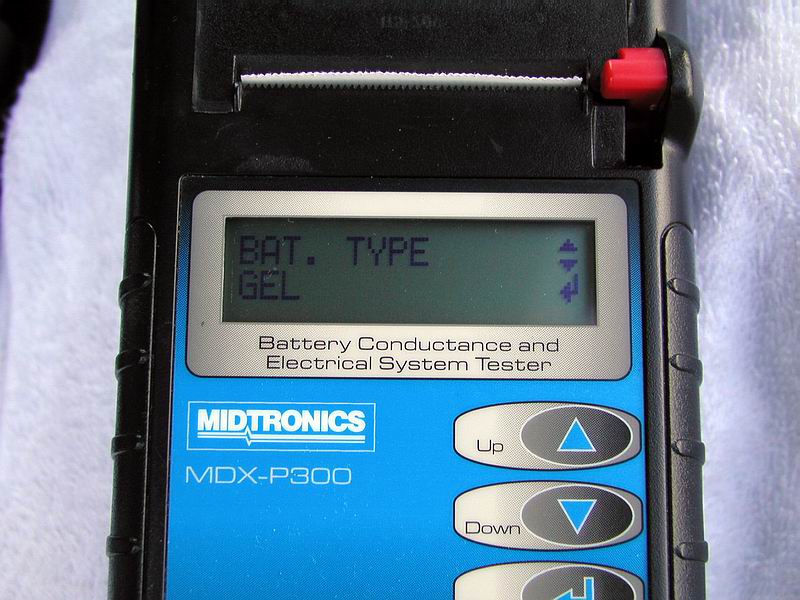 BAT. TYPE
GEL
Battery Conductance and
Electrical System Tester
MIDTRONICS
MDX-P300
Up
Down